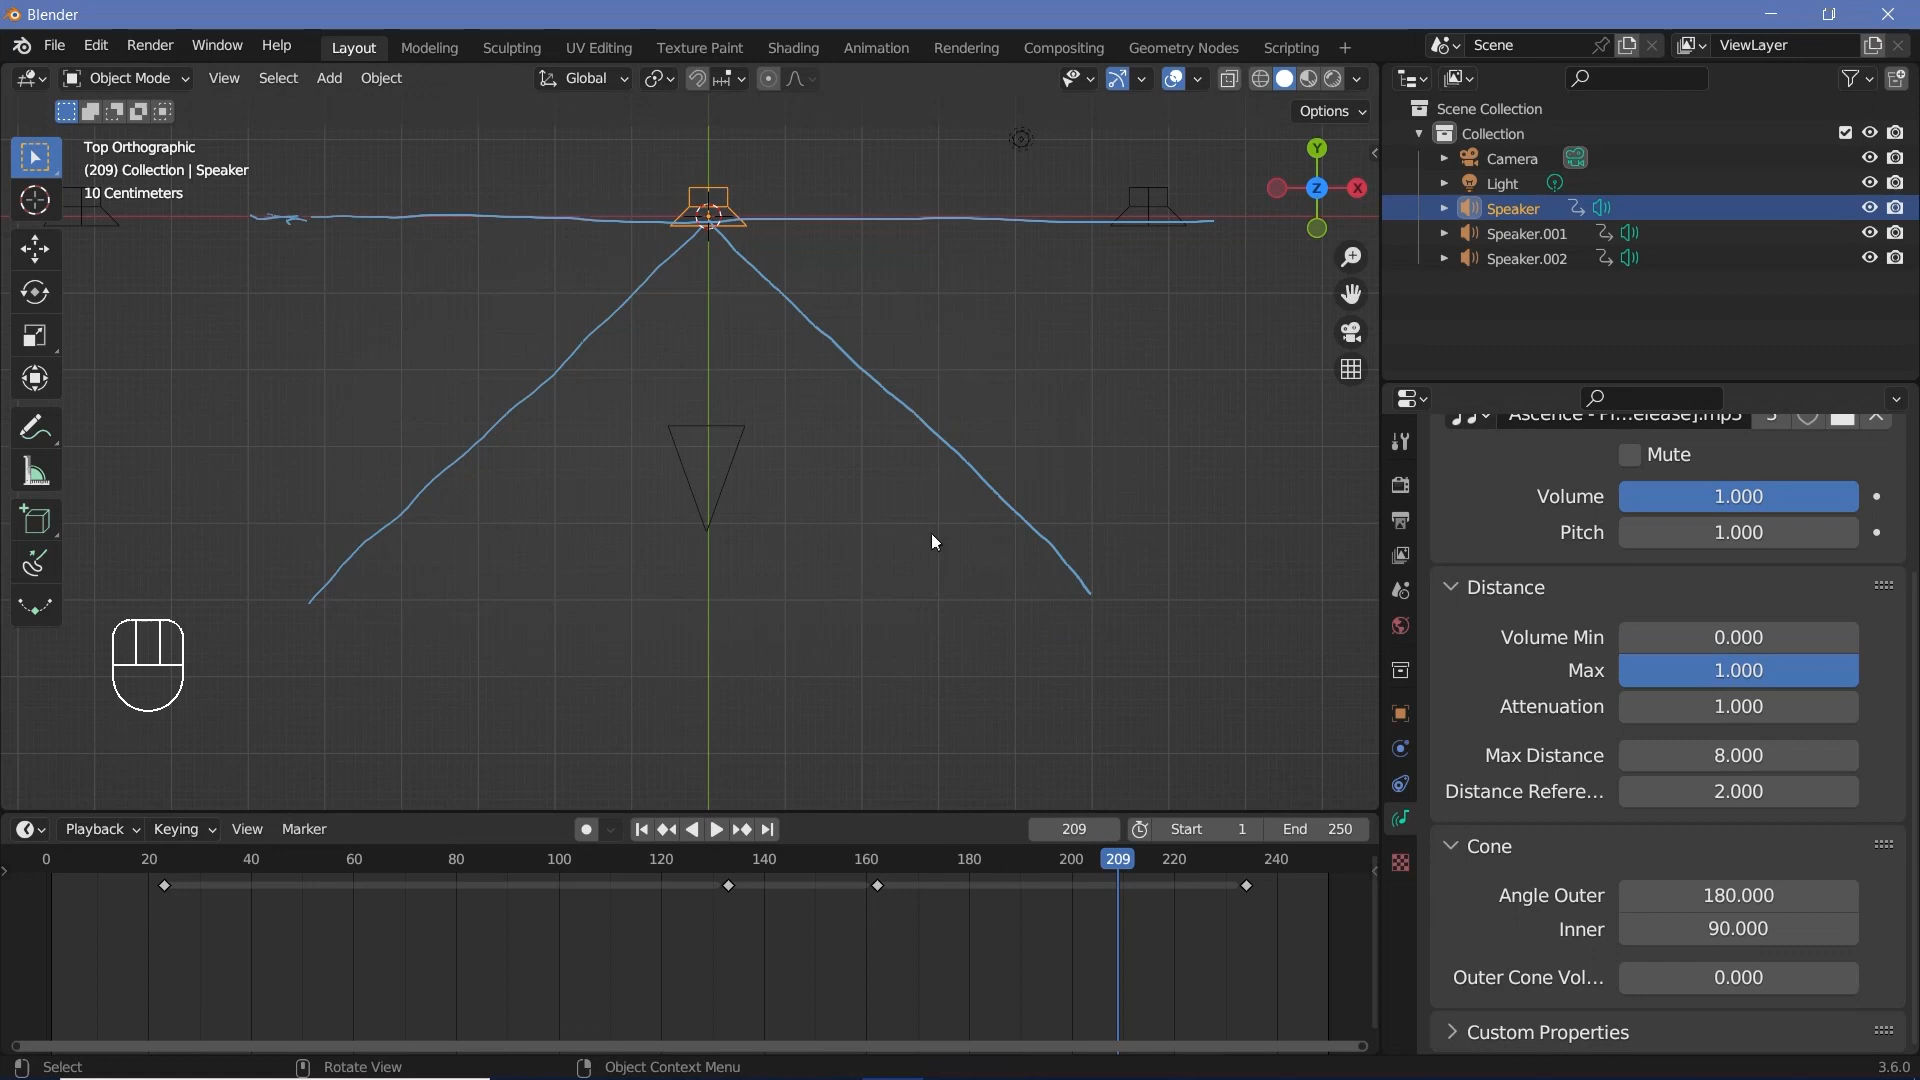 Blender
File Edit Render Window Help Layout Modeling Sculpting UV Editing Texture Paint Shading Animation Rendering Compositing Geometry Nodes Scripting + Scene ViewLayer
Object Mode View Select Add Object Global
Options
Top Orthographic
(209) Collection | Speaker
10 Centimeters
Y
Z
X
Scene Collection
Collection
Camera
Light
Speaker
Speaker.001
Speaker.002
Mute
Volume 1.000
Pitch 1.000
Distance
Volume Min 0.000
Max 1.000
Attenuation 1.000
Max Distance 8.000
Distance Refere... 2.000
Cone
Angle Outer 180.000
Inner 90.000
Outer Cone Vol... 0.000
Custom Properties
Playback Keying View Marker 209 Start 1 End 250
0 20 40 60 80 100 120 140 160 180 200 209 220 240
Select Rotate View Object Context Menu 3.6.0